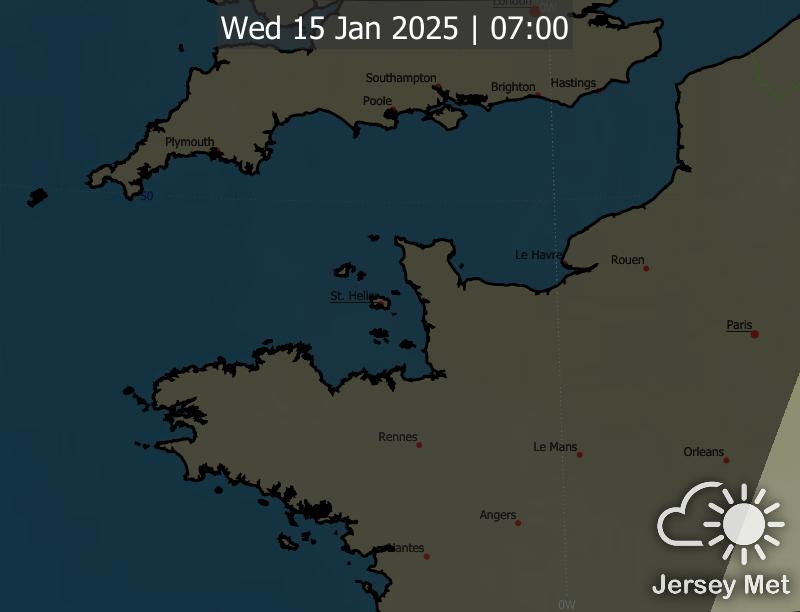 London
0W
Wed 15 Jan 2025 | 07:00
Southampton
Brighton
Hastings
Poole
Plymouth
50
Le Havre
Rouen
St. Helier
Paris
Rennes
Le Mans
Orleans
Angers
Nantes
Jersey Met
0W